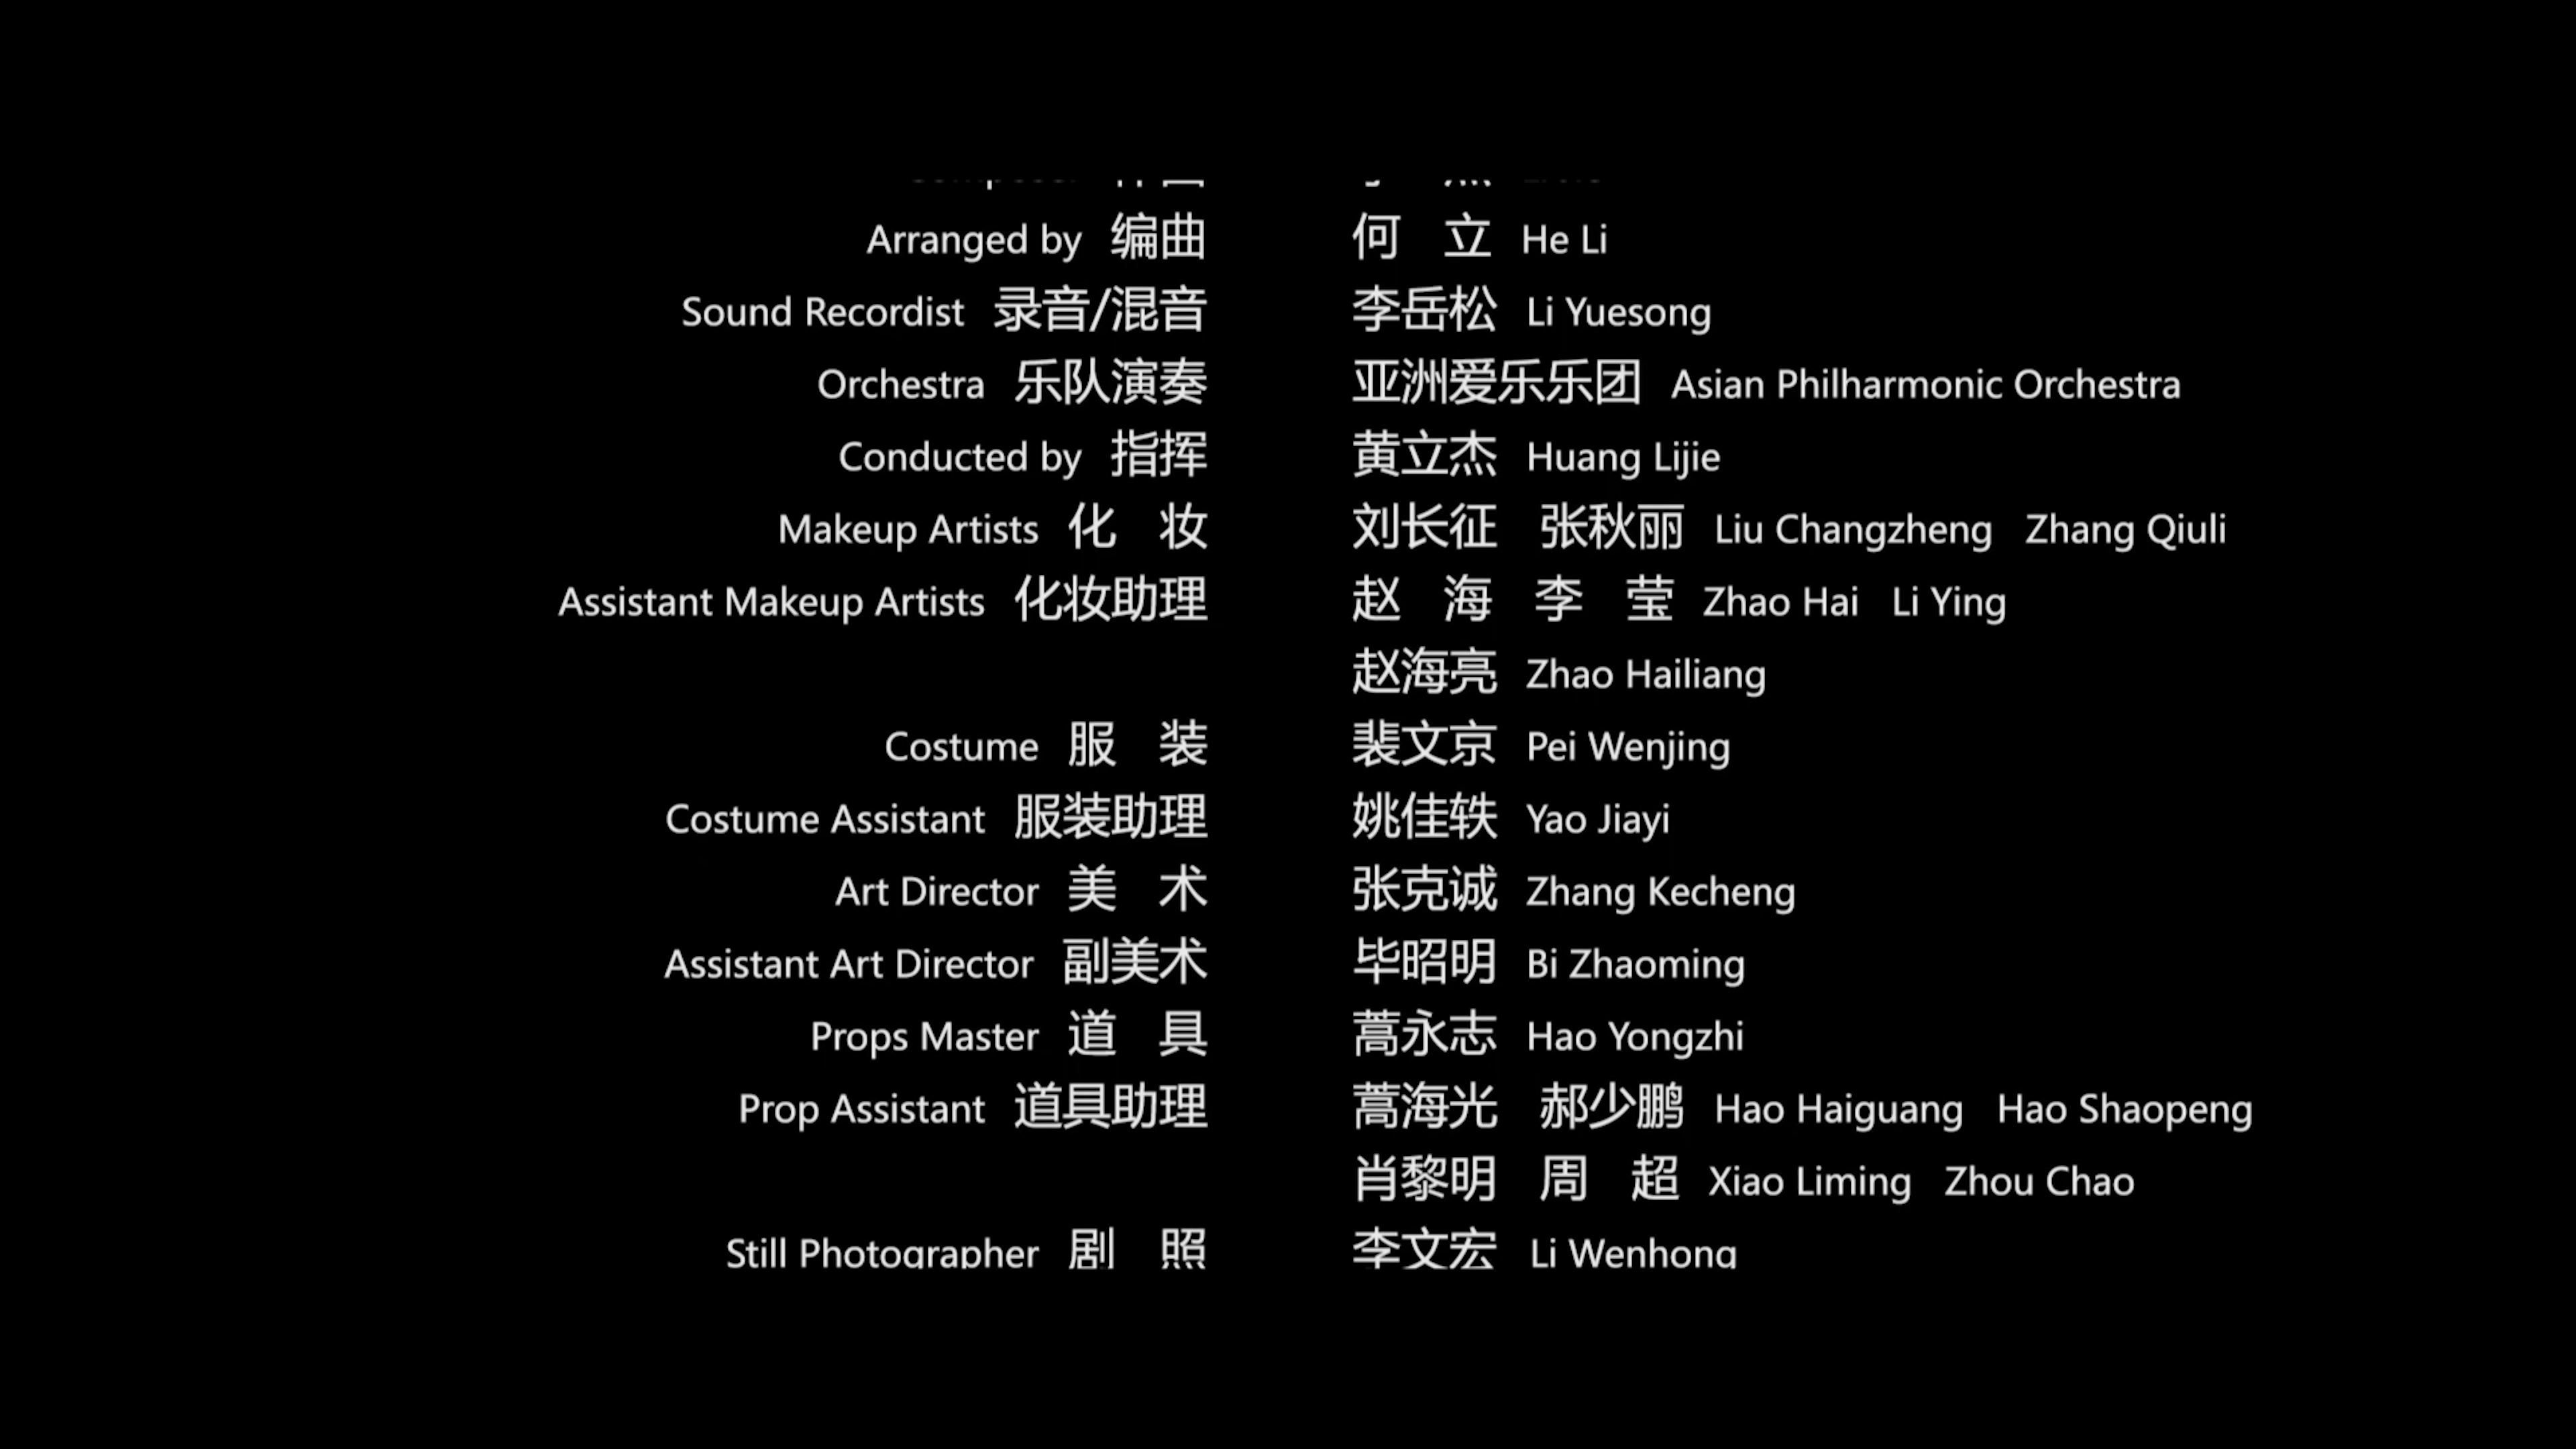 Arranged by 编曲 何 立 He Li
Sound Recordist 录音/混音 李岳松 Li Yuesong
Orchestra 乐队演奏 亚洲爱乐乐团 Asian Philharmonic Orchestra
Conducted by 指挥 黄立杰 Huang Lijie
Makeup Artists 化 妆 刘长征 张秋丽 Liu Changzheng Zhang Qiuli
Assistant Makeup Artists 化妆助理 赵 海 李 莹 Zhao Hai Li Ying
赵海亮 Zhao Hailiang
Costume 服 装 裴文京 Pei Wenjing
Costume Assistant 服装助理 姚佳轶 Yao Jiayi
Art Director 美 术 张克诚 Zhang Kecheng
Assistant Art Director 副美术 毕昭明 Bi Zhaoming
Props Master 道 具 蒿永志 Hao Yongzhi
Prop Assistant 道具助理 蒿海光 郝少鹏 Hao Haiguang Hao Shaopeng
肖黎明 周 超 Xiao Liming Zhou Chao
Still Photographer 剧 照 李文宏 Li Wenhong